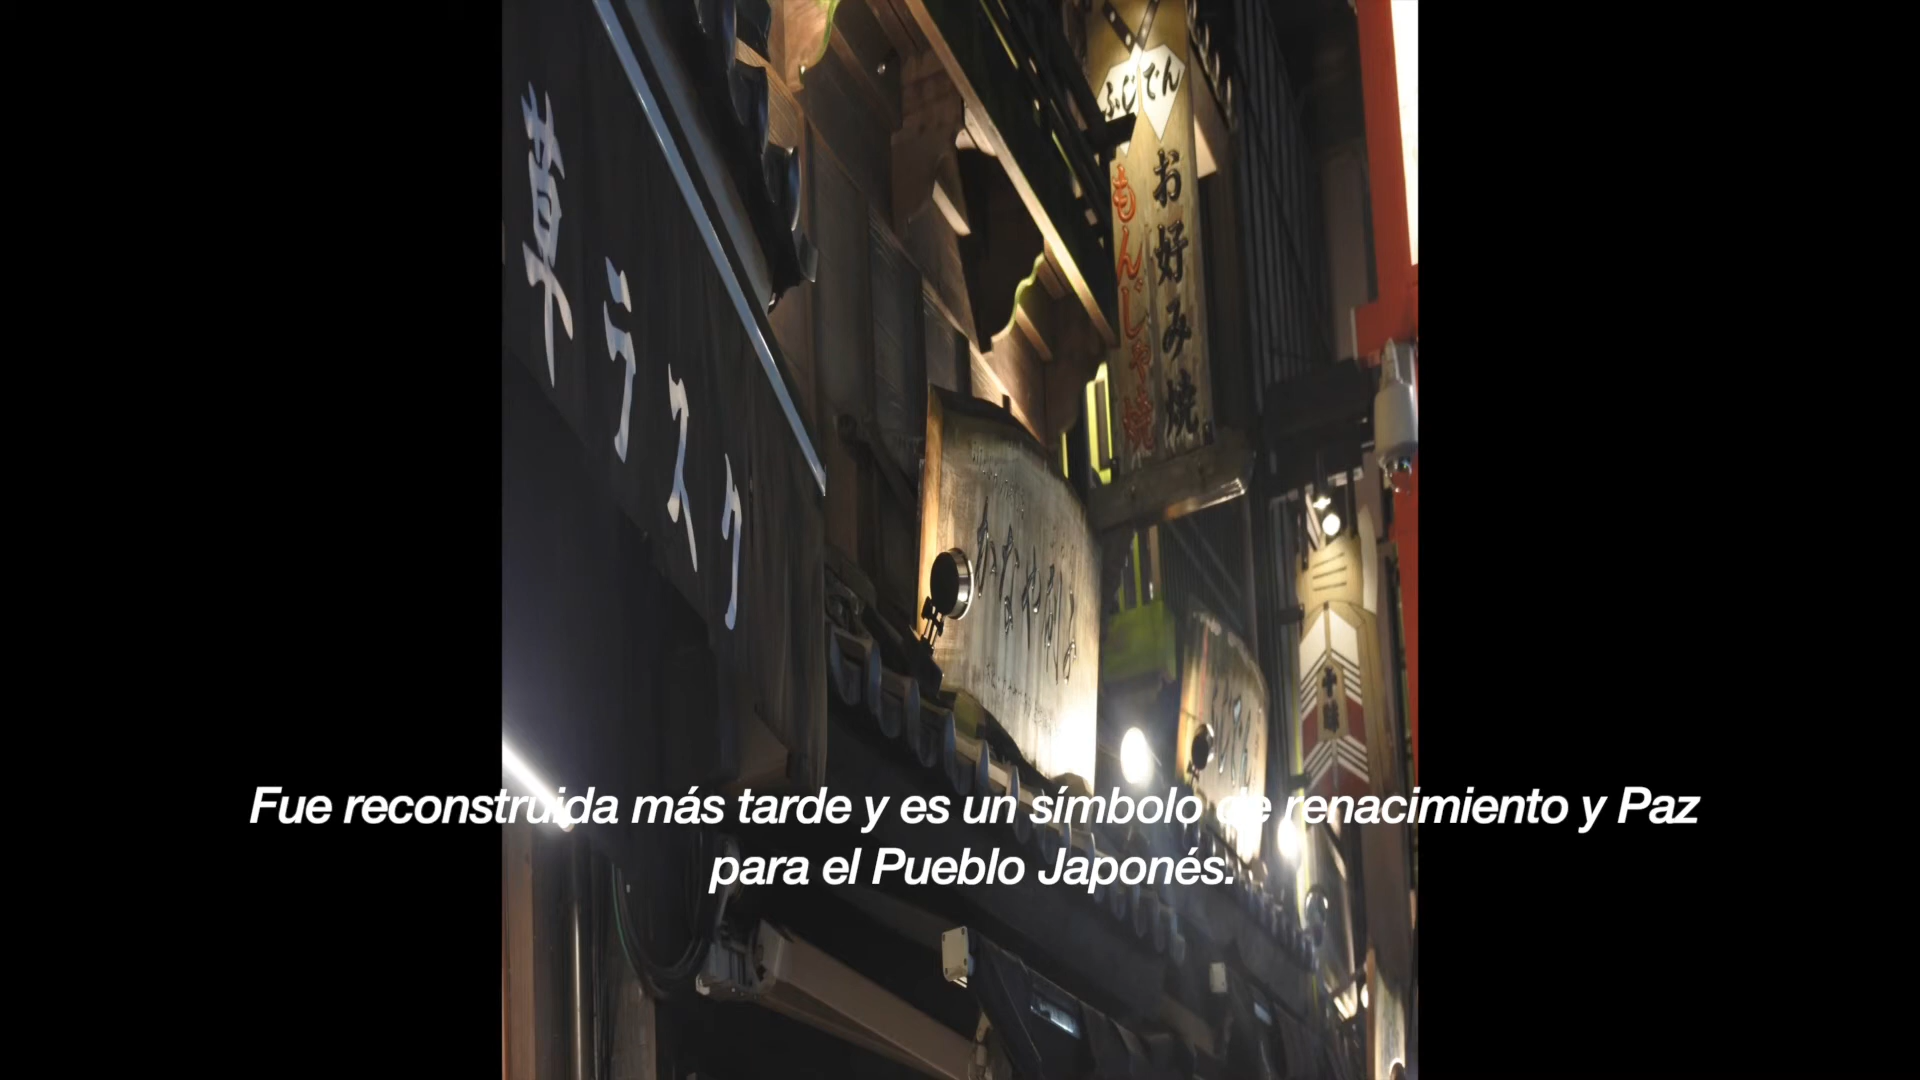 草ラスク
ふじでん
お好み焼
もんじゃ焼
Fue reconstruida más tarde y es un símbolo de renacimiento y Paz
para el Pueblo Japonés.